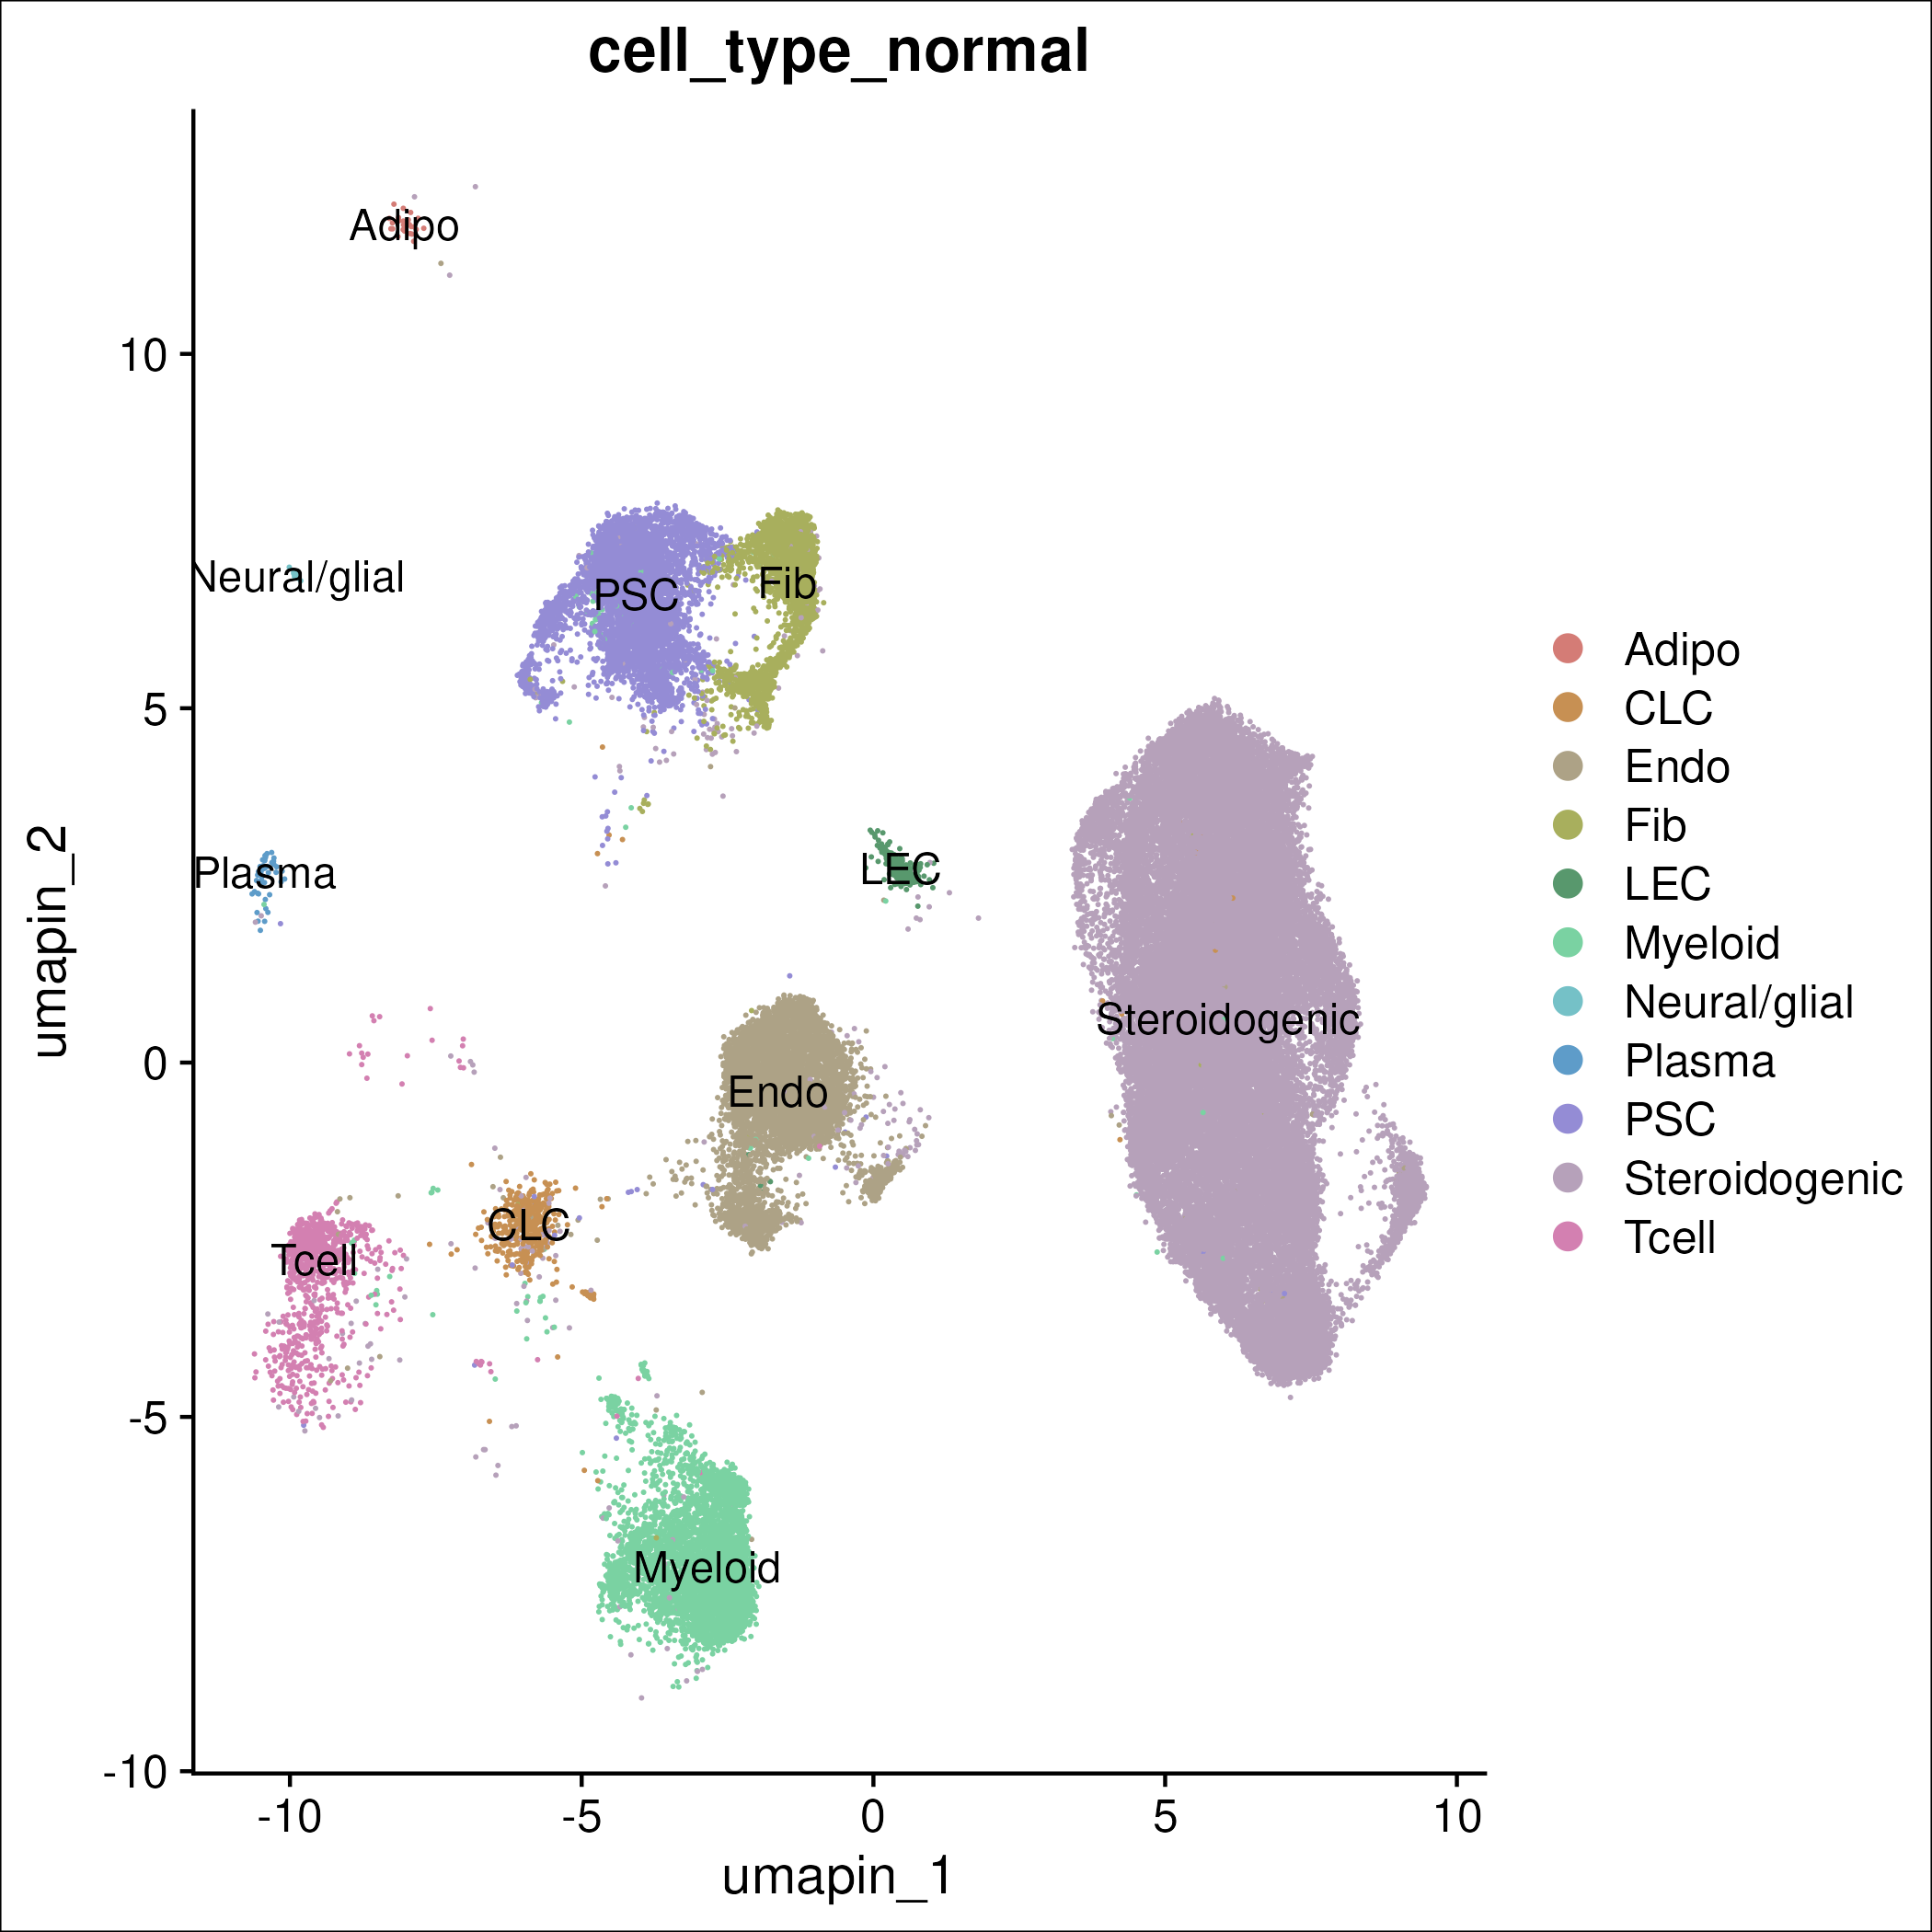 cell_type_normal
Adipo
Neural/glial
PSC
Fib
Plasma
LEC
Steroidogenic
Endo
CLC
Tcell
Myeloid
10
5
0
-5
-10
-10
-5
0
5
10
umapin_1
umapin_2
Adipo
CLC
Endo
Fib
LEC
Myeloid
Neural/glial
Plasma
PSC
Steroidogenic
Tcell